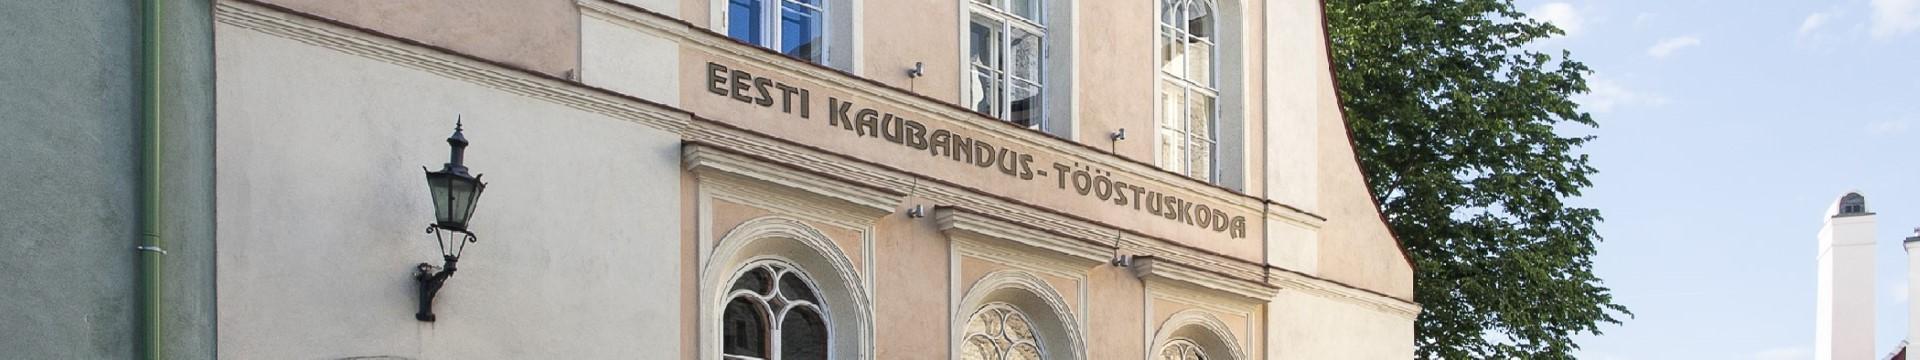 EESTI KAUBANDUS-TÖÖSTUSKODA